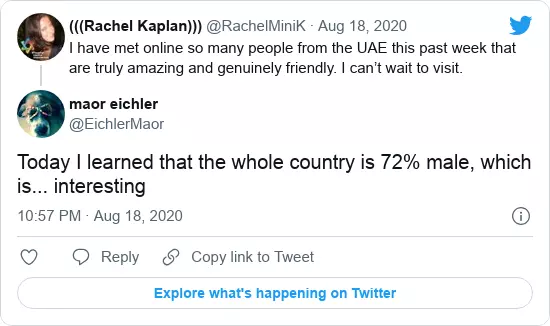 (((Rachel Kaplan))) @RachelMiniK · Aug 18, 2020
I have met online so many people from the UAE this past week that
are truly amazing and genuinely friendly. I can’t wait to visit.
maor eichler
@EichlerMaor
Today I learned that the whole country is 72% male, which
is... interesting
10:57 PM · Aug 18, 2020
Reply
Copy link to Tweet
Explore what's happening on Twitter